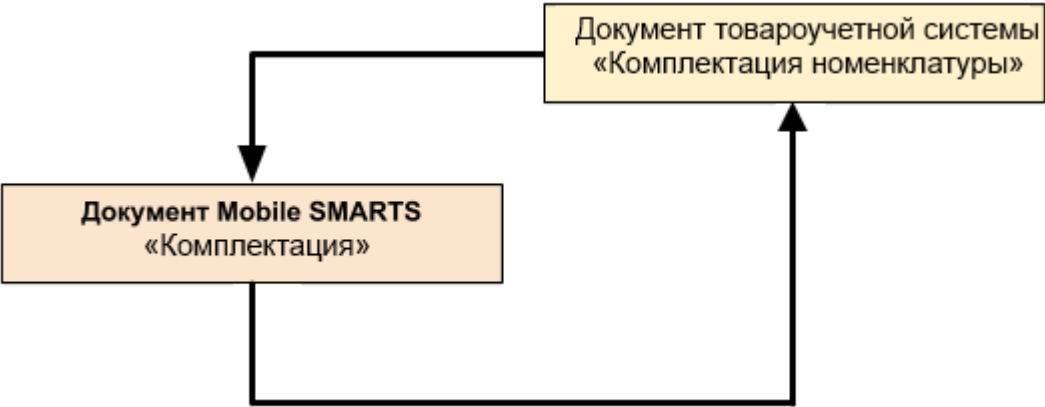 Документ товароучетной системы
«Комплектация номенклатуры»
Документ Mobile SMARTS
«Комплектация»